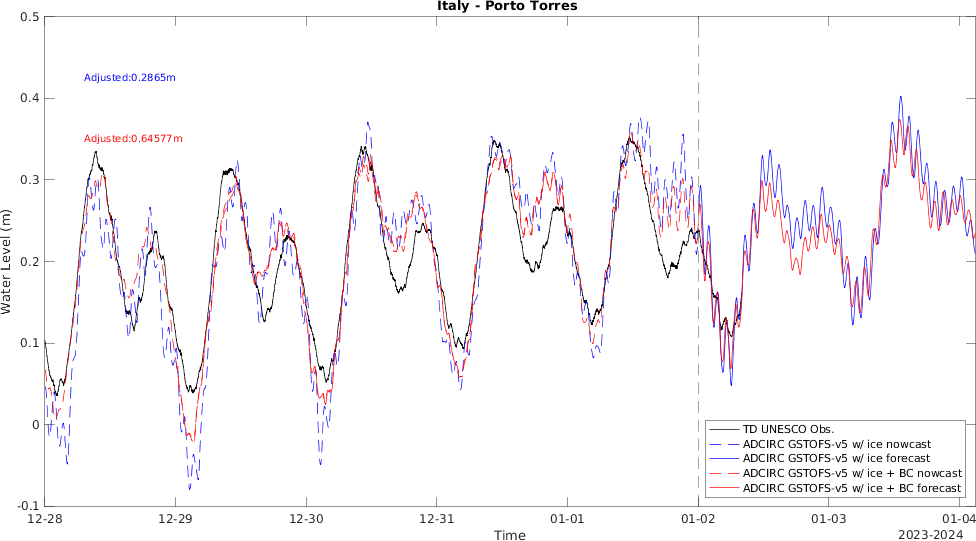 Italy - Porto Torres
0.5
0.4
0.3
0.2
0.1
0
-0.1
Water Level (m)
Adjusted:0.2865m
Adjusted:0.64577m
TD UNESCO Obs.
ADCIRC GSTOFS-v5 w/ ice nowcast
ADCIRC GSTOFS-v5 w/ ice forecast
ADCIRC GSTOFS-v5 w/ ice + BC nowcast
ADCIRC GSTOFS-v5 w/ ice + BC forecast
12-28 12-29 12-30 12-31 01-01 01-02 01-03 01-04
Time
2023-2024